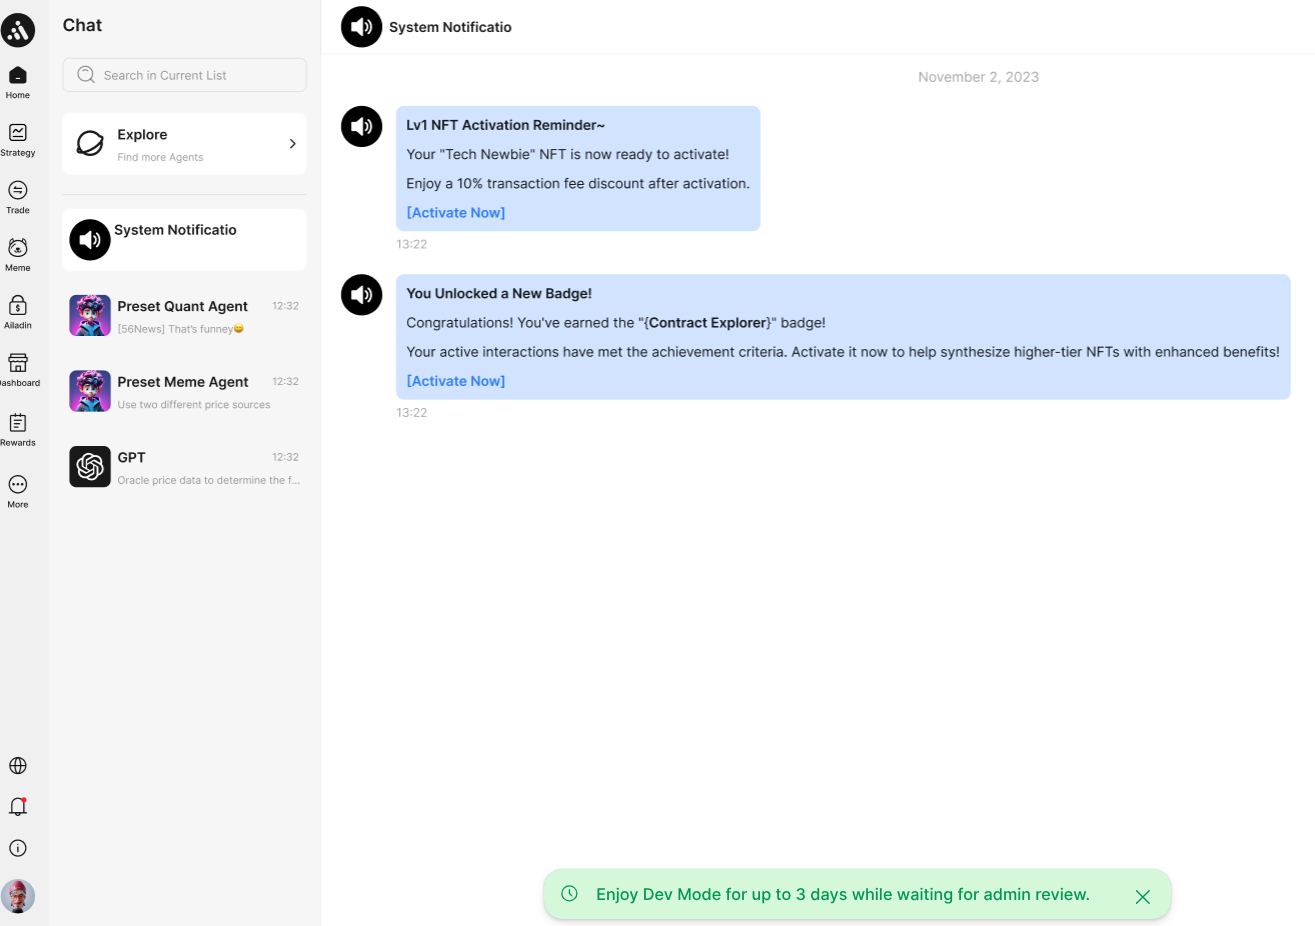 Chat
Search in Current List
Explore
Find more Agents
System Notificatio
Preset Quant Agent
12:32
[56News] That's funney😄
Preset Meme Agent
12:32
Use two different price sources
GPT
12:32
Oracle price data to determine the f...
Home
Strategy
Trade
Meme
Ailadin
Dashboard
Rewards
More
System Notificatio
November 2, 2023
Lv1 NFT Activation Reminder~
Your "Tech Newbie" NFT is now ready to activate!
Enjoy a 10% transaction fee discount after activation.
[Activate Now]
13:22
You Unlocked a New Badge!
Congratulations! You've earned the "{Contract Explorer}" badge!
Your active interactions have met the achievement criteria. Activate it now to help synthesize higher-tier NFTs with enhanced benefits!
[Activate Now]
13:22
Enjoy Dev Mode for up to 3 days while waiting for admin review.